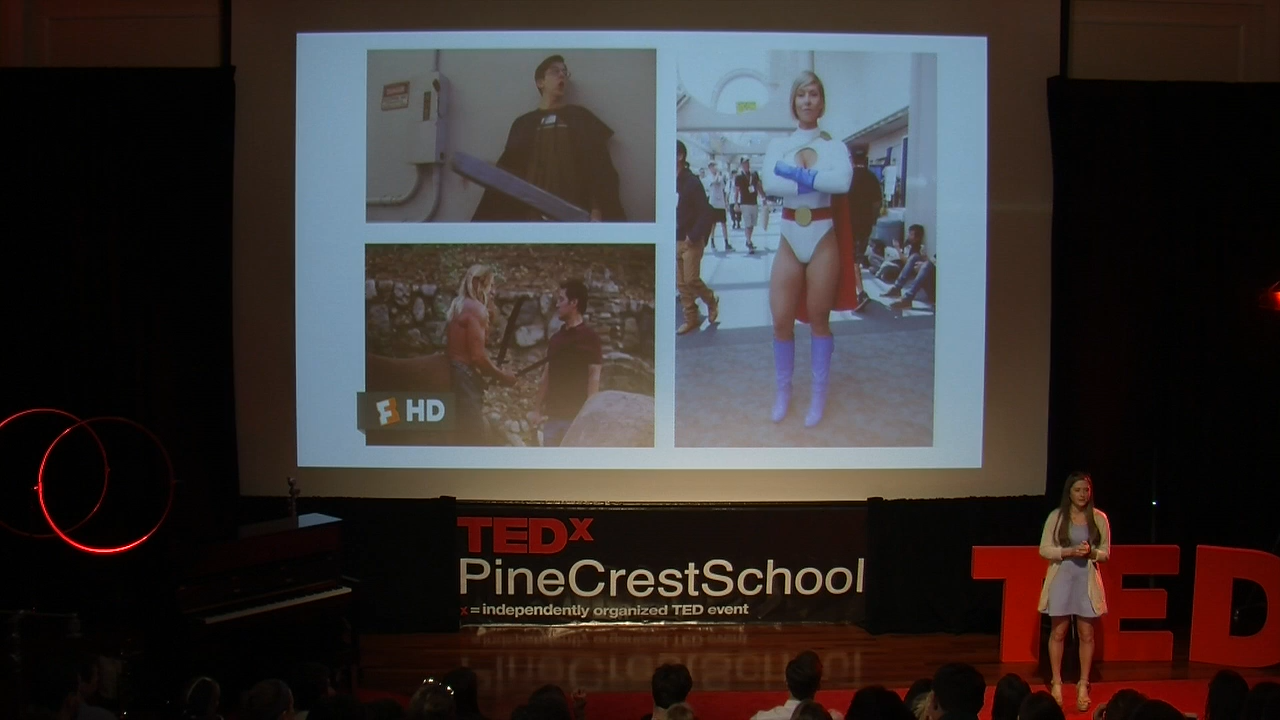 HD
TEDx
PineCrestSchool
x = independently organized TED event
TED